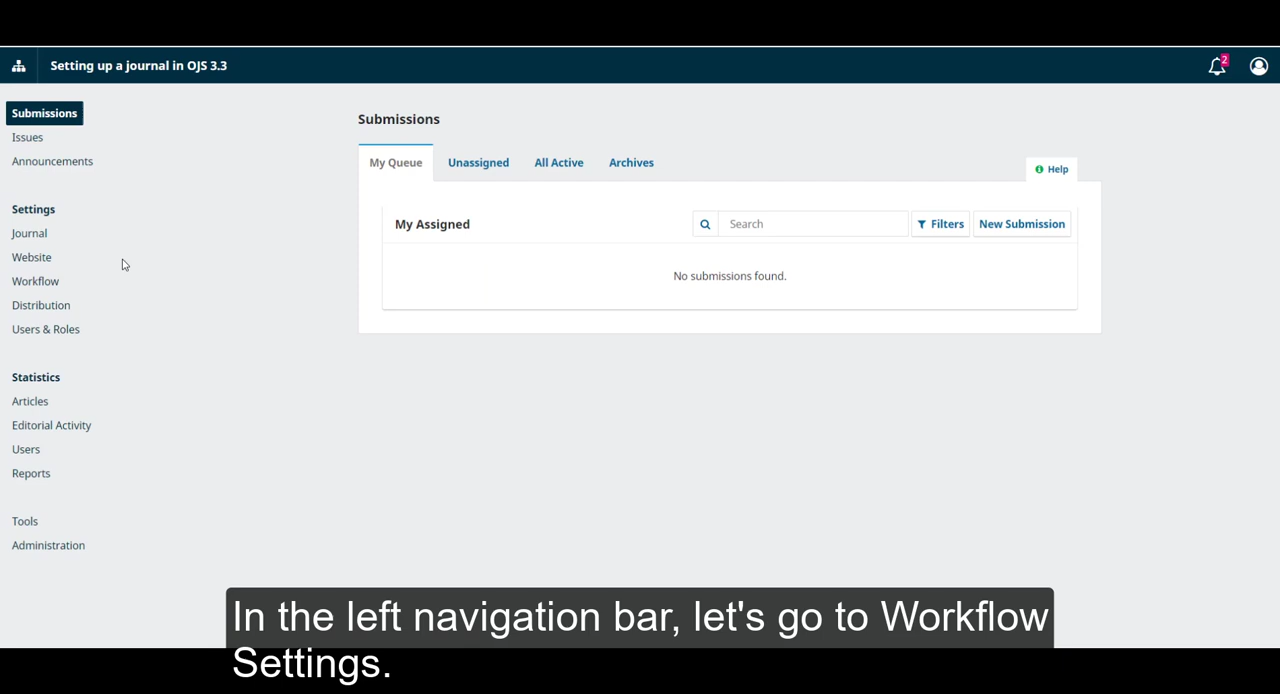 Setting up a journal in OJS 3.3
2
Submissions
Issues
Announcements
Settings
Journal
Website
Workflow
Distribution
Users & Roles
Statistics
Articles
Editorial Activity
Users
Reports
Tools
Administration
Submissions
My Queue Unassigned All Active Archives
Help
My Assigned Search Filters New Submission
No submissions found.
In the left navigation bar, let's go to Workflow
Settings.